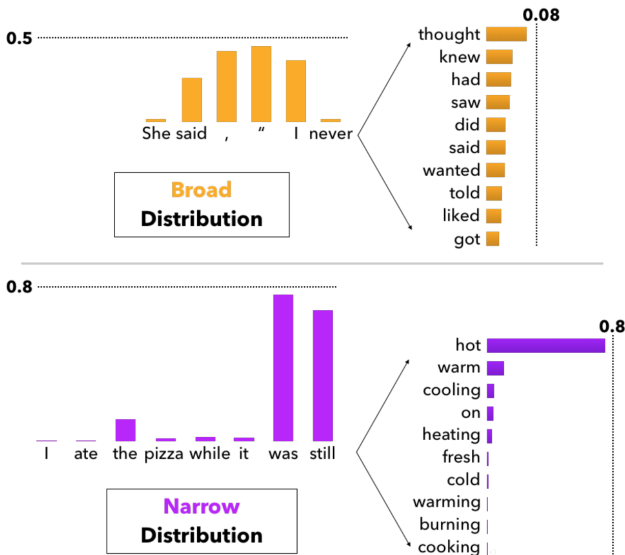 0.5
She said , “ I never
Broad
Distribution
0.08
thought
knew
had
saw
did
said
wanted
told
liked
got
0.8
I ate the pizza while it was still
Narrow
Distribution
0.8
hot
warm
cooling
on
heating
fresh
cold
warming
burning
cooking